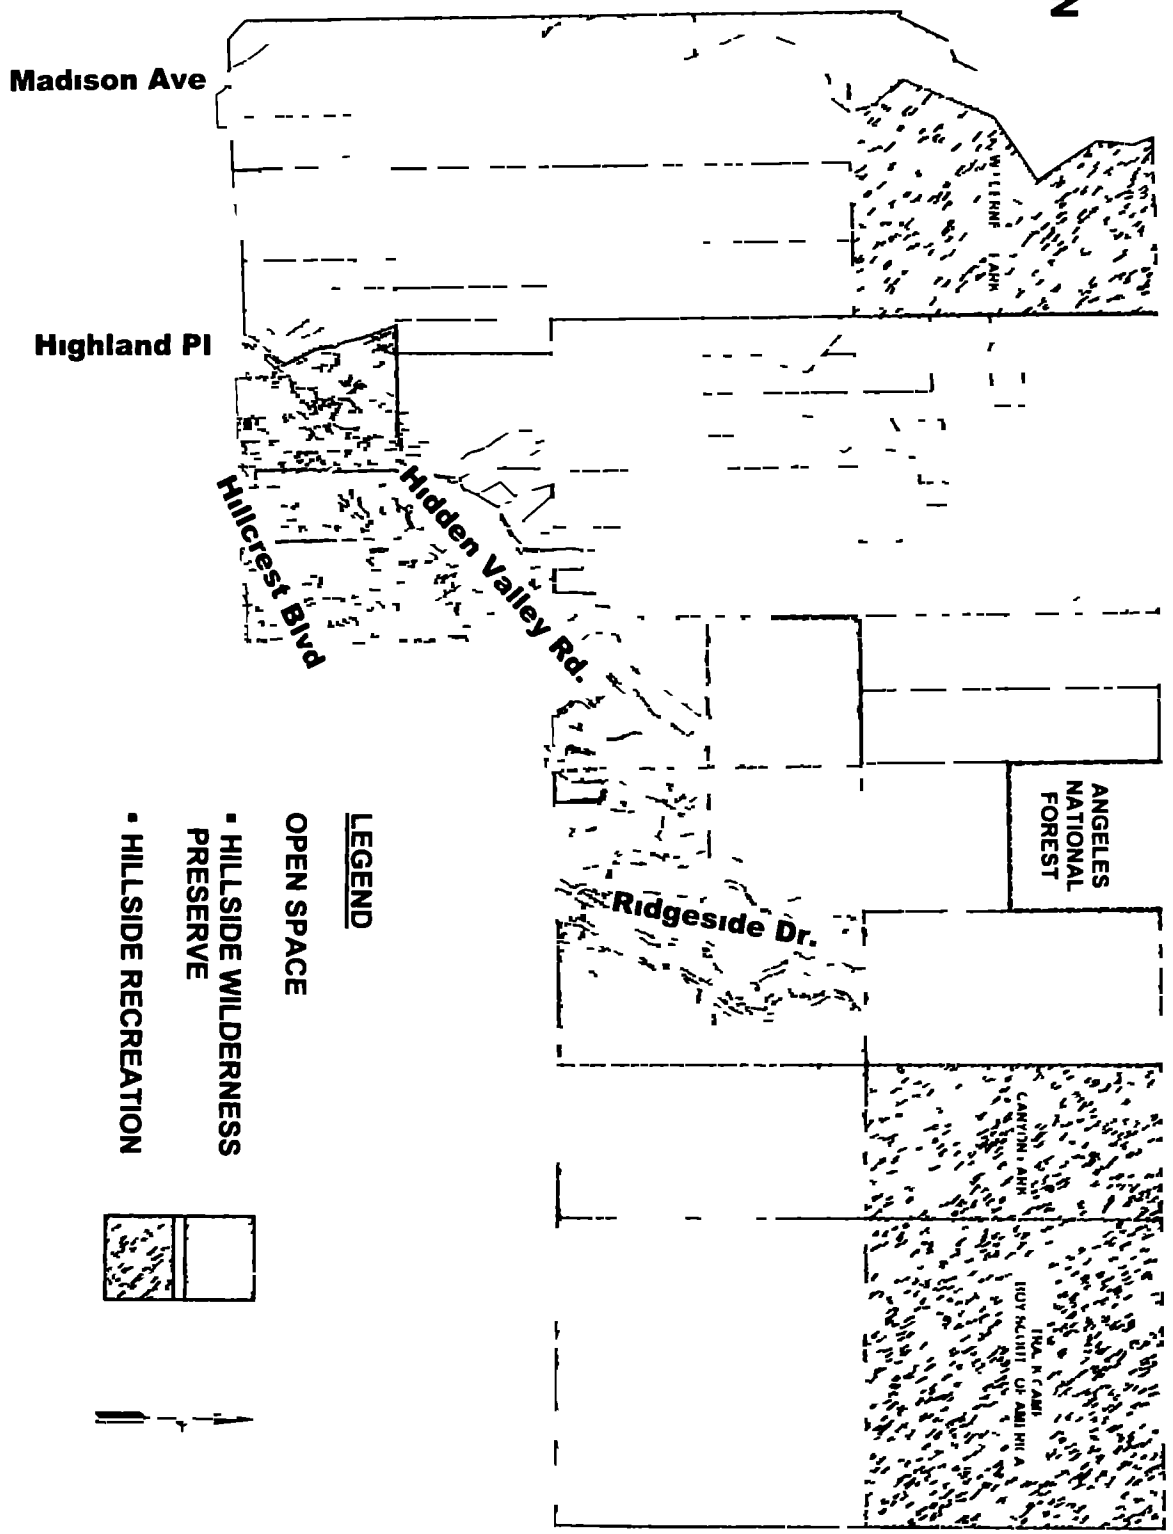 Z
Madison Ave
Highland Pl
Hillcrest Blvd
Hidden Valley Rd.
Ridgeside Dr.
ANGELES
NATIONAL
FOREST
LEGEND
OPEN SPACE
▪ HILLSIDE WILDERNESS
PRESERVE
▪ HILLSIDE RECREATION